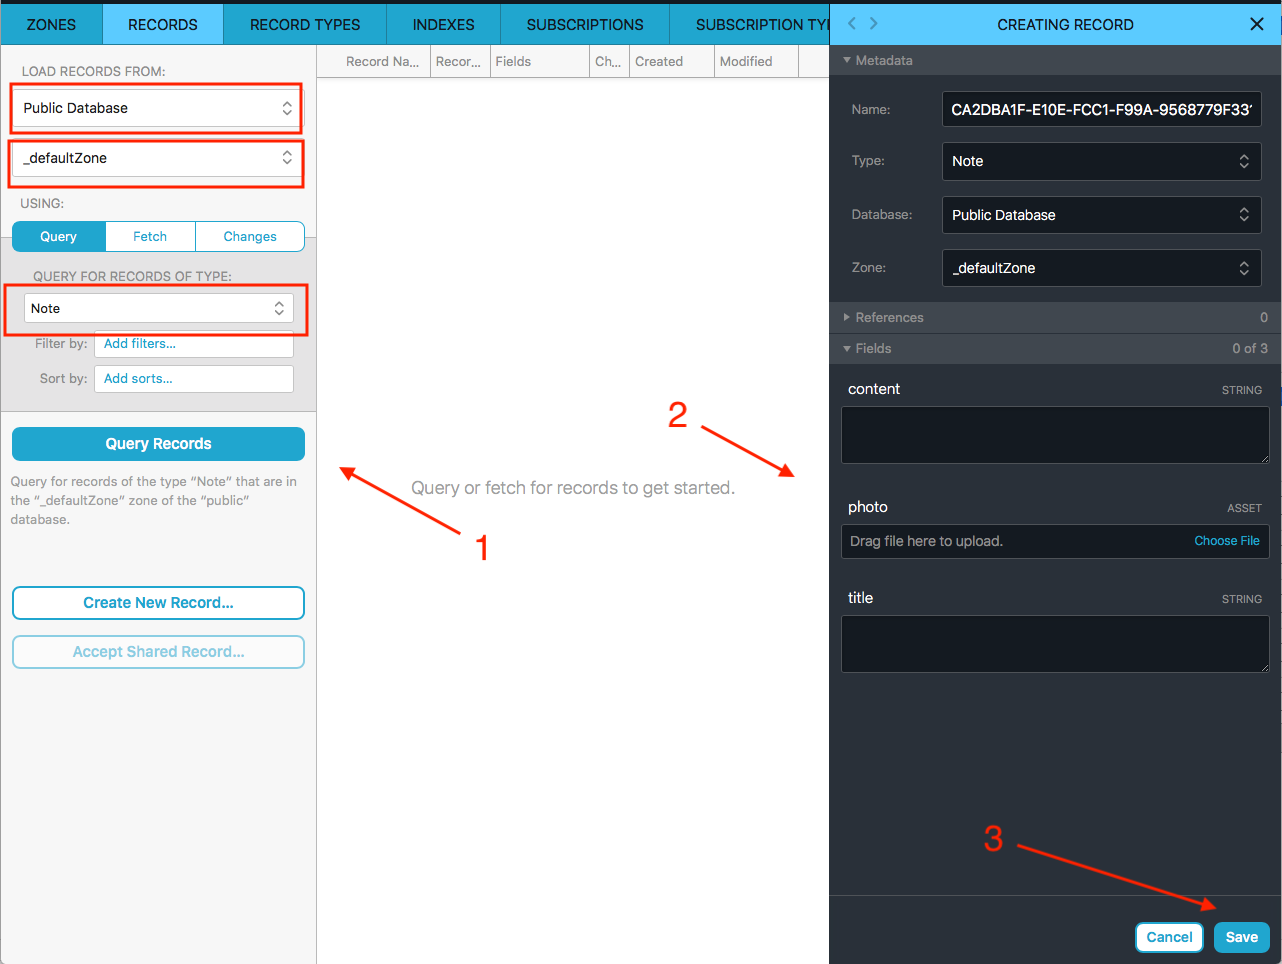 ZONES RECORDS RECORD TYPES INDEXES SUBSCRIPTIONS SUBSCRIPTION TYP
LOAD RECORDS FROM:
Public Database
_defaultZone
USING:
Query Fetch Changes
QUERY FOR RECORDS OF TYPE:
Note
Filter by: Add filters...
Sort by: Add sorts...
Query Records
Query for records of the type “Note” that are in
the “_defaultZone” zone of the “public”
database.
Create New Record...
Accept Shared Record...
Record Na... Recor... Fields Ch... Created Modified
Query or fetch for records to get started.
1
2
CREATING RECORD
Metadata
Name: CA2DBA1F-E10E-FCC1-F99A-9568779F33
Type: Note
Database: Public Database
Zone: _defaultZone
References 0
Fields 0 of 3
content STRING
photo ASSET
Drag file here to upload. Choose File
title STRING
3
Cancel Save